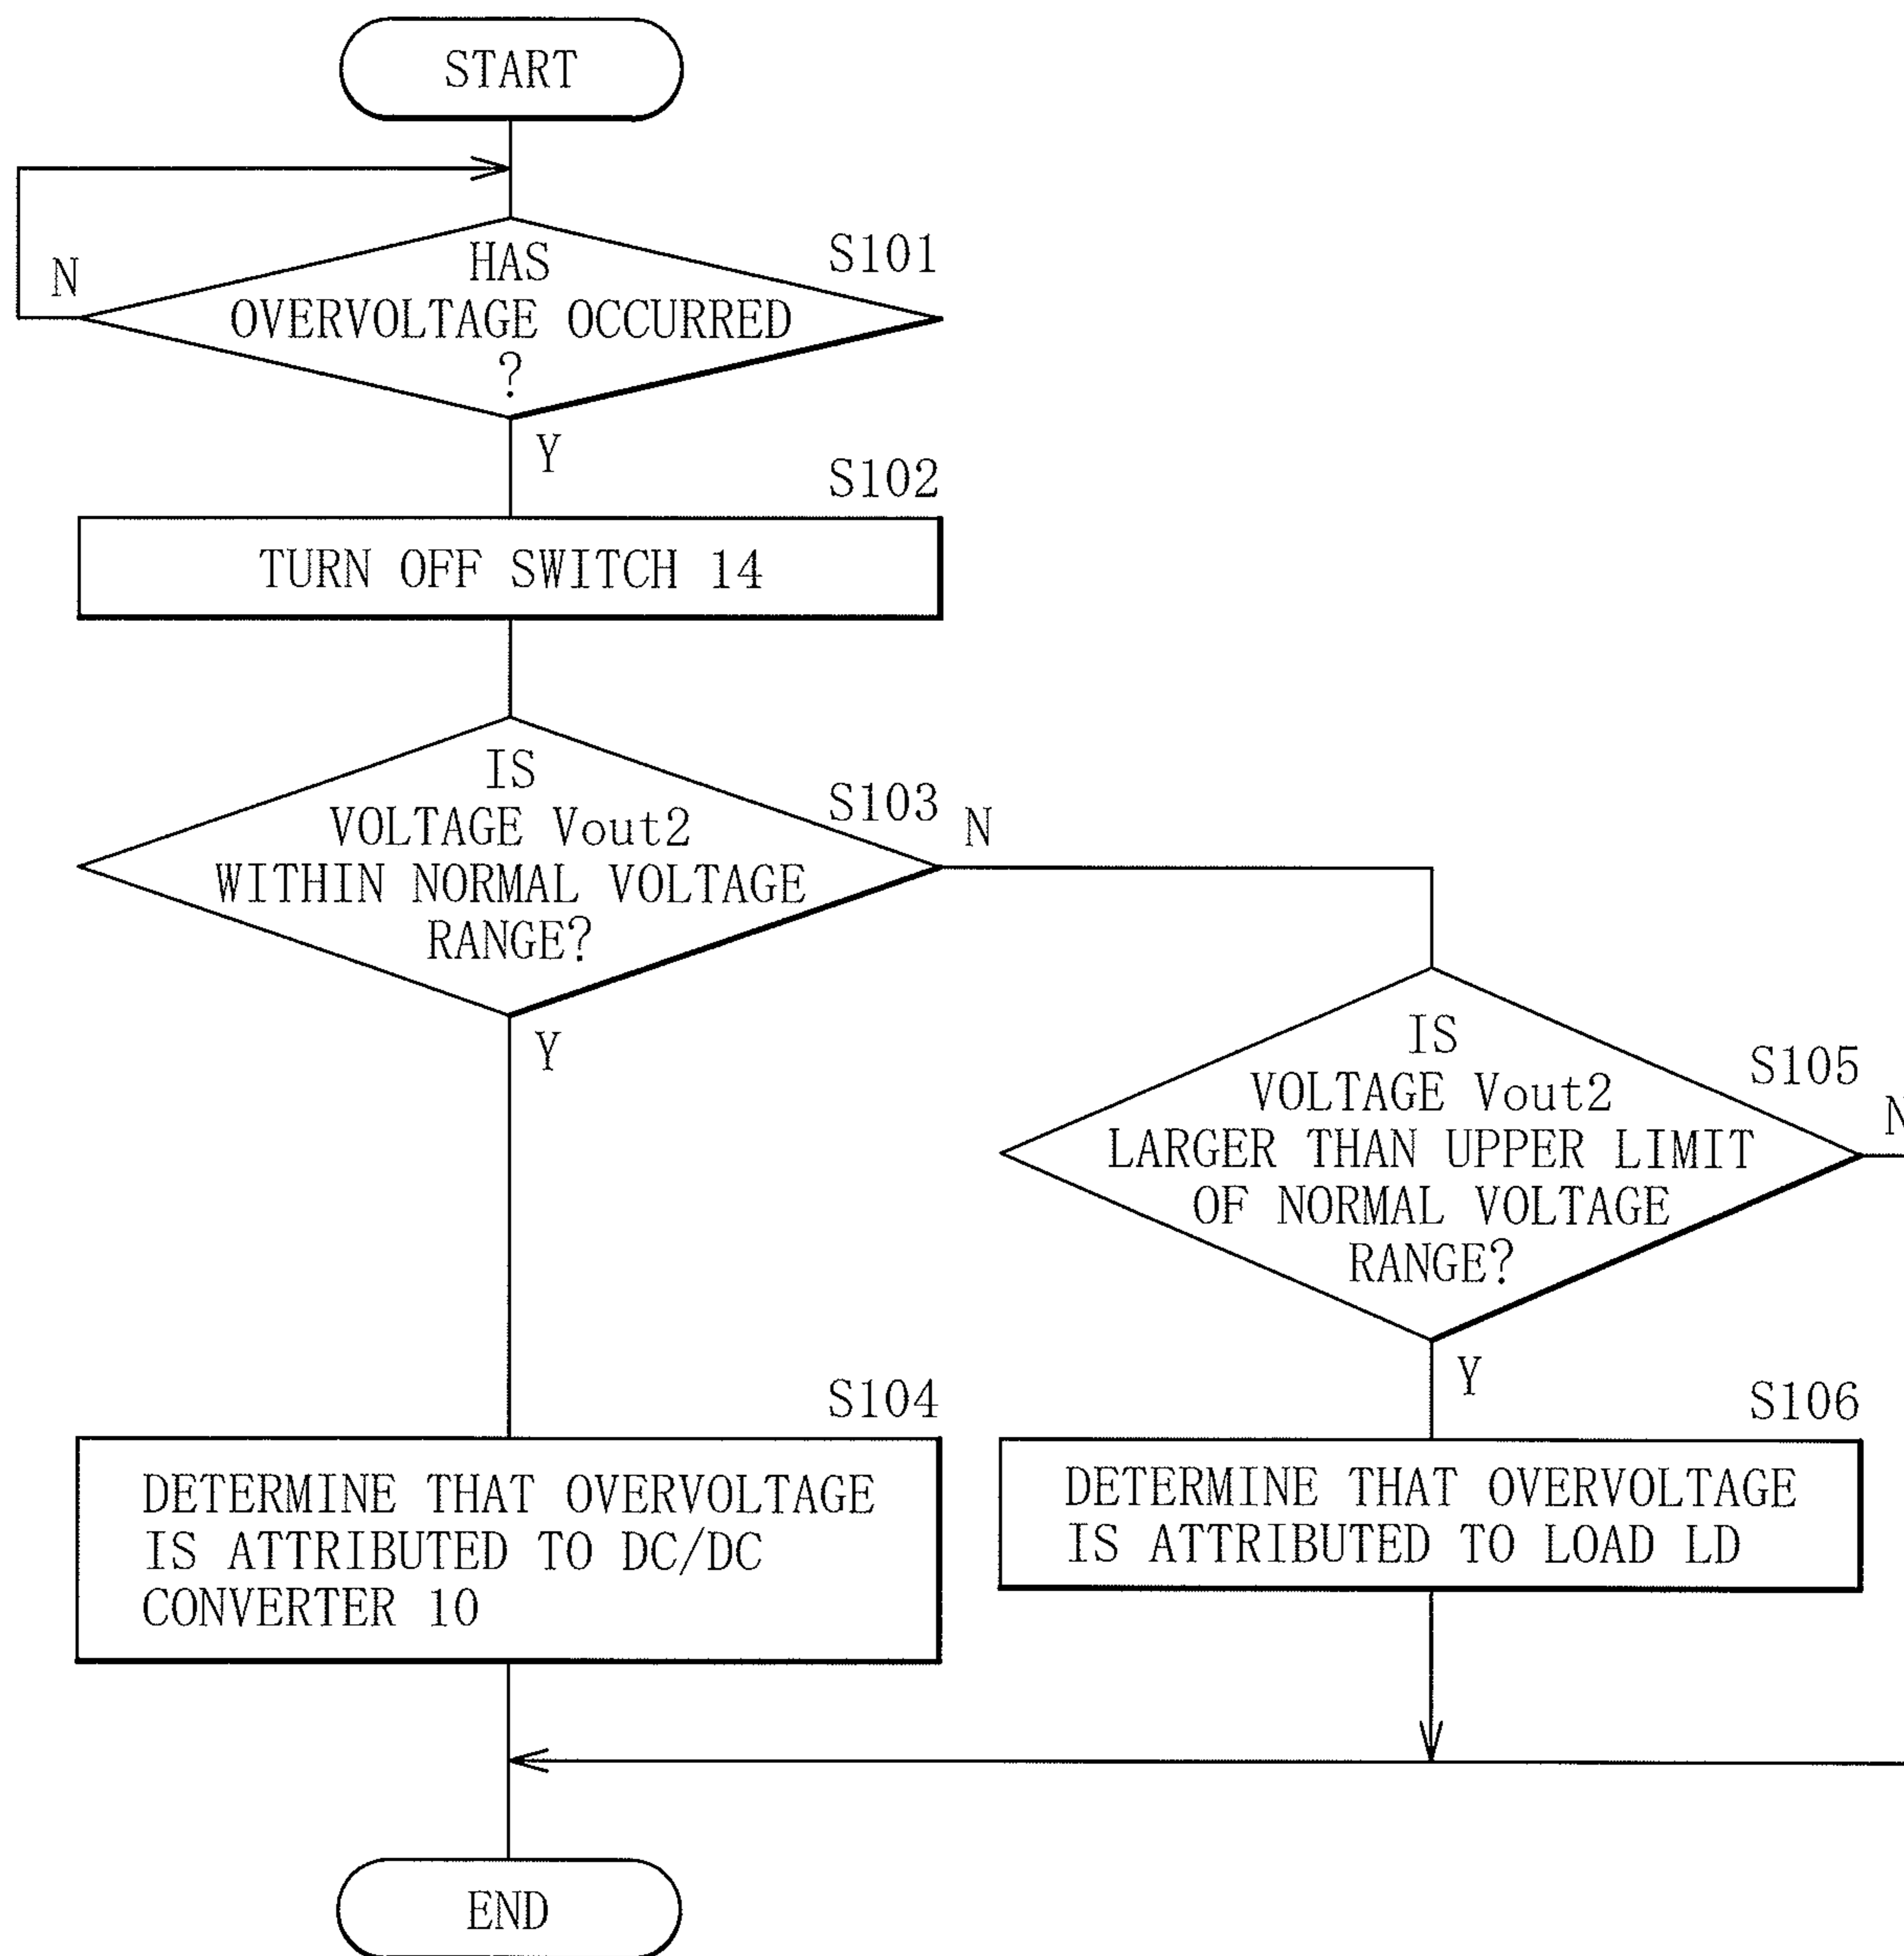 START
N
HAS
OVERVOLTAGE OCCURRED
?
S101
Y
S102
TURN OFF SWITCH 14
IS
VOLTAGE Vout2
WITHIN NORMAL VOLTAGE
RANGE?
S103
N
Y
IS
VOLTAGE Vout2
LARGER THAN UPPER LIMIT
OF NORMAL VOLTAGE
RANGE?
S105
N
Y
S104
DETERMINE THAT OVERVOLTAGE
IS ATTRIBUTED TO DC/DC
CONVERTER 10
S106
DETERMINE THAT OVERVOLTAGE
IS ATTRIBUTED TO LOAD LD
END